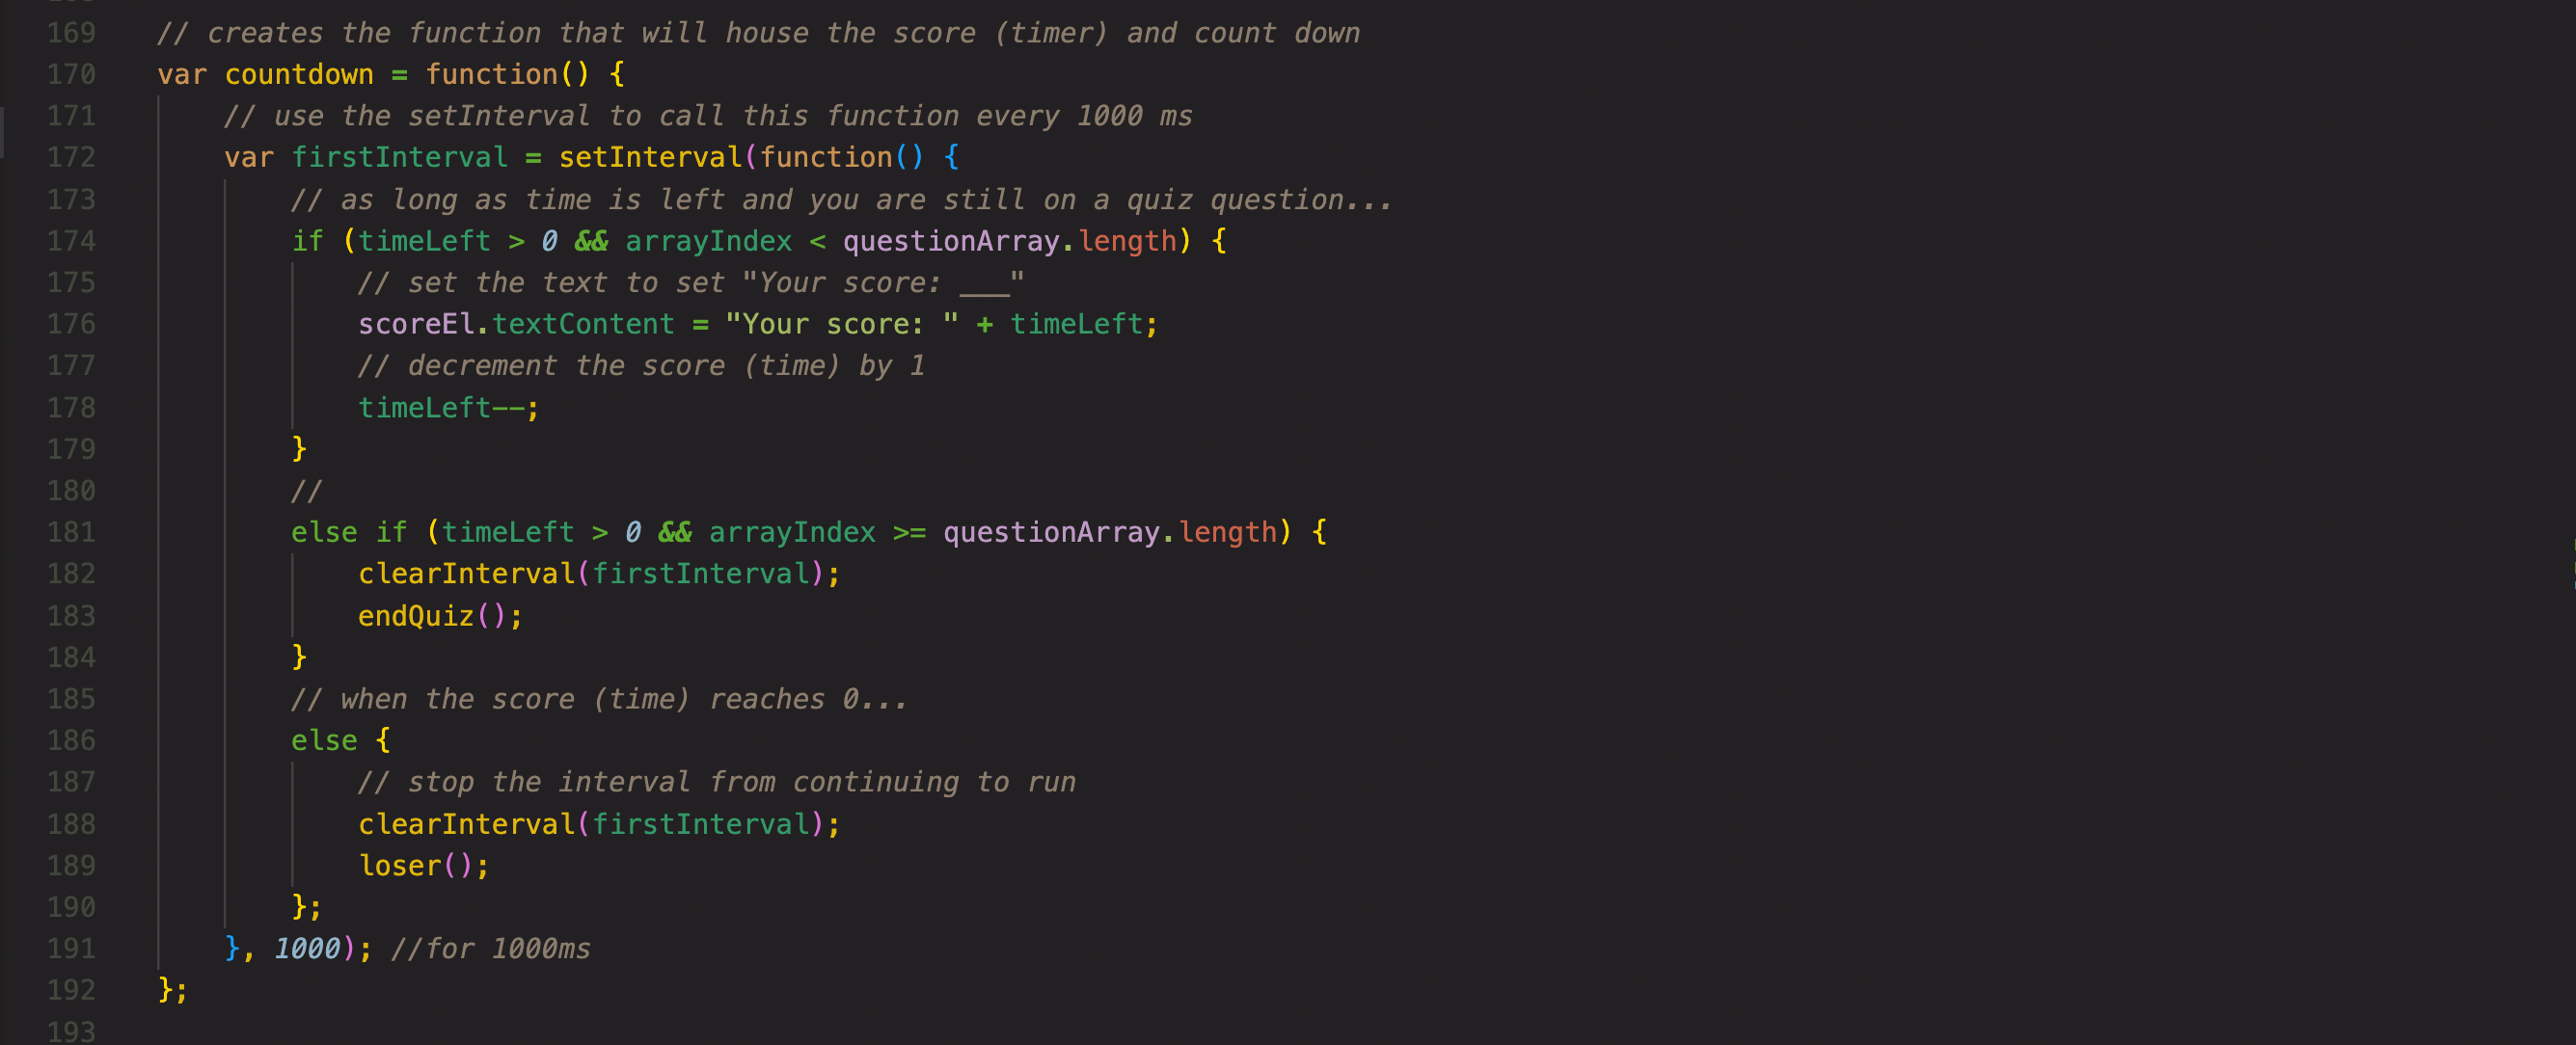 169 // creates the function that will house the score (timer) and count down
170 var countdown = function() {
171 // use the setInterval to call this function every 1000 ms
172 var firstInterval = setInterval(function() {
173 // as long as time is left and you are still on a quiz question...
174 if (timeLeft > 0 && arrayIndex < questionArray.length) {
175 // set the text to set "Your score: ___"
176 scoreEl.textContent = "Your score: " + timeLeft;
177 // decrement the score (time) by 1
178 timeLeft--;
179 }
180 //
181 else if (timeLeft > 0 && arrayIndex >= questionArray.length) {
182 clearInterval(firstInterval);
183 endQuiz();
184 }
185 // when the score (time) reaches 0...
186 else {
187 // stop the interval from continuing to run
188 clearInterval(firstInterval);
189 loser();
190 };
191 }, 1000); //for 1000ms
192 };
193